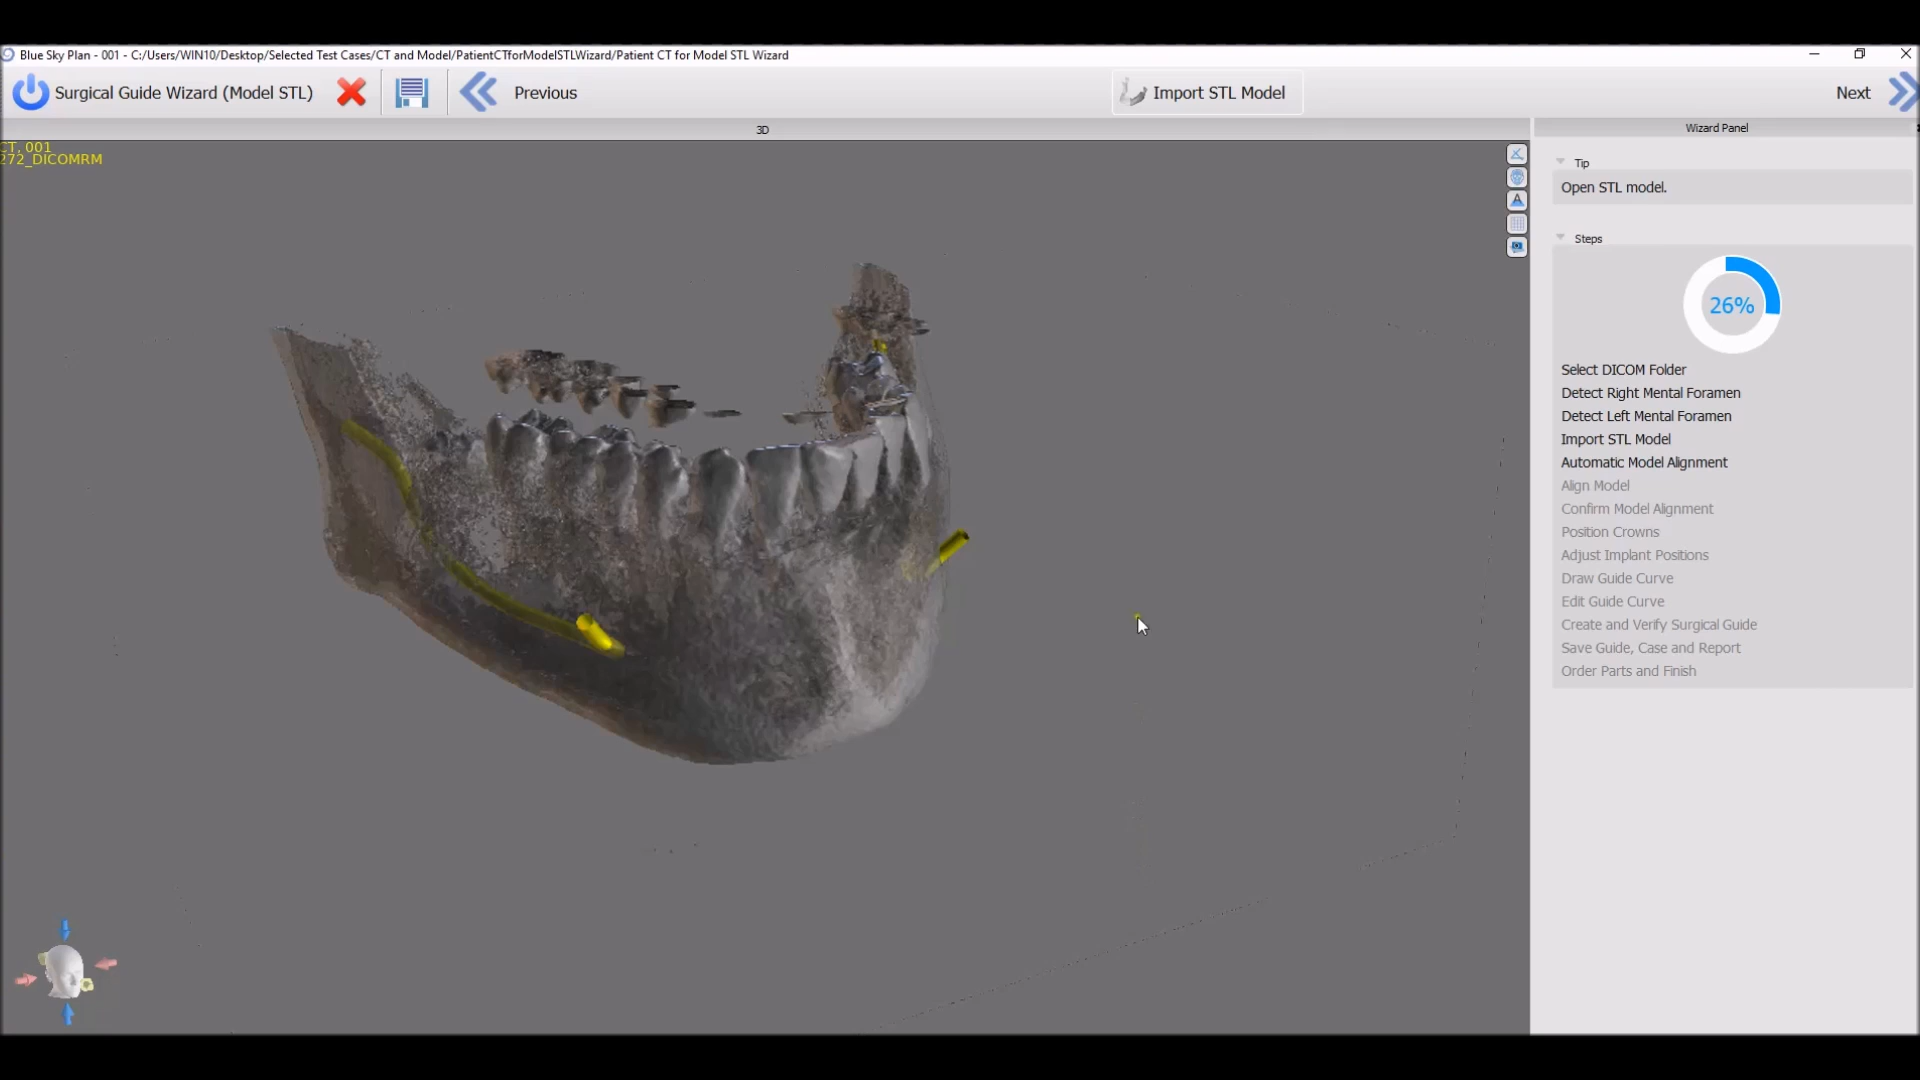 Blue Sky Plan - 001 - C:/Users/WIN10/Desktop/Selected Test Cases/CT and Model/PatientCTforModelSTLWizard/Patient CT for Model STL Wizard
Surgical Guide Wizard (Model STL)
Previous
Import STL Model
Next
3D
Wizard Panel
CT, 001
272_DICOMRM
Tip
Open STL model.
Steps
26%
Select DICOM Folder
Detect Right Mental Foramen
Detect Left Mental Foramen
Import STL Model
Automatic Model Alignment
Align Model
Confirm Model Alignment
Position Crowns
Adjust Implant Positions
Draw Guide Curve
Edit Guide Curve
Create and Verify Surgical Guide
Save Guide, Case and Report
Order Parts and Finish